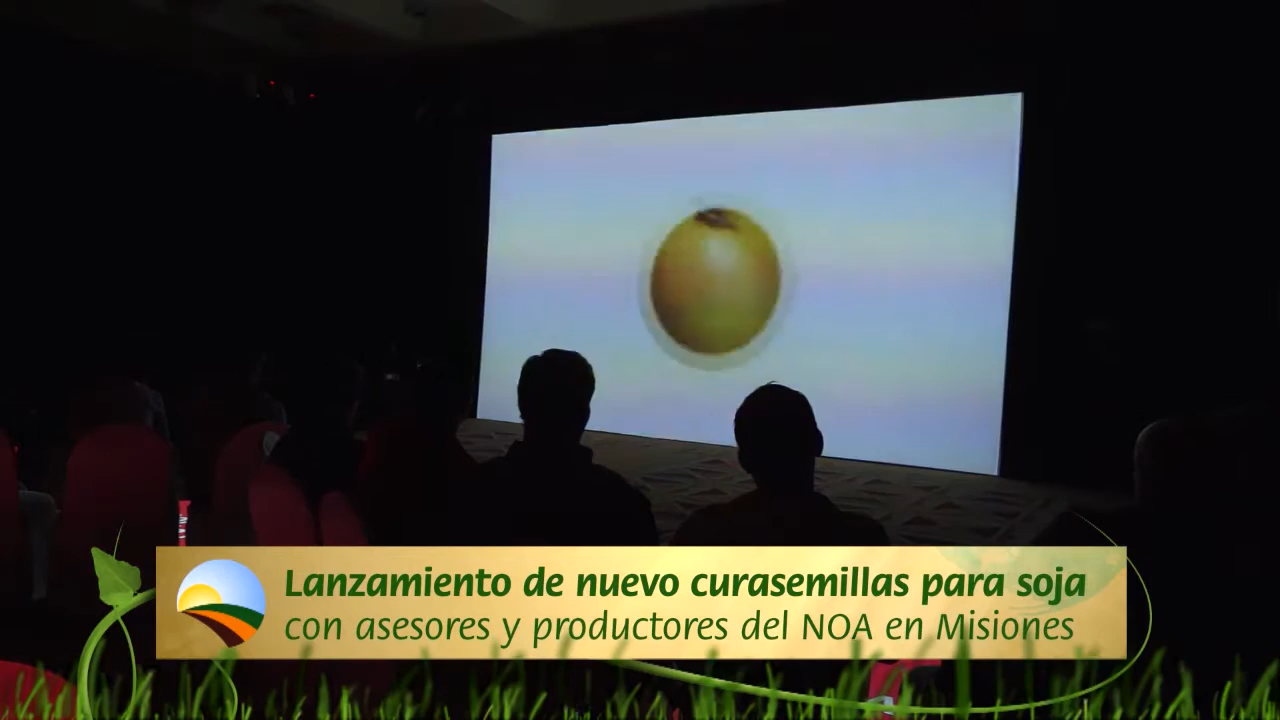 Lanzamiento de nuevo curasemillas para soja
con asesores y productores del NOA en Misiones